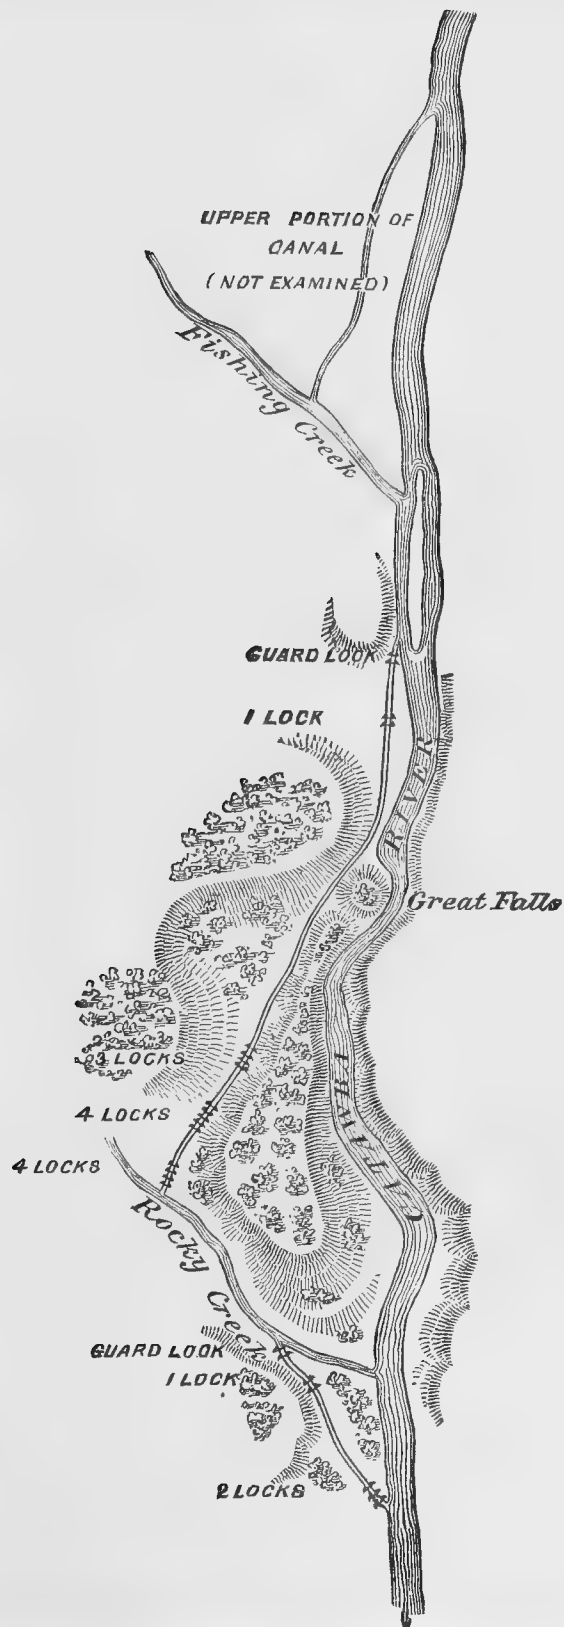 UPPER PORTION OF
CANAL
(NOT EXAMINED)
Fishing Creek
GUARD LOCK
1 LOCK
RIVER
Great Falls
3 LOCKS
CATAWBA
4 LOCKS
4 LOCKS
Rocky Creek
GUARD LOCK
1 LOCK
2 LOCKS